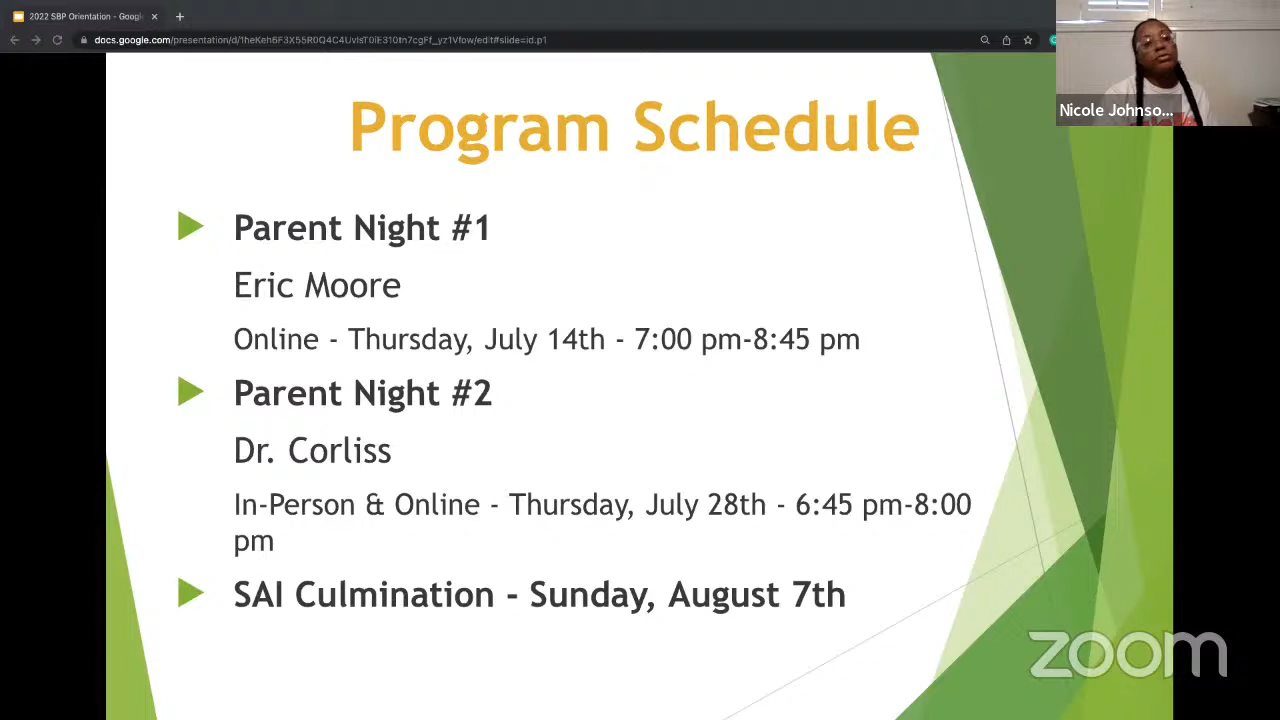 2022 SBP Orientation - Google
docs.google.com/presentation/d/
Nicole Johnso...
Program Schedule
Parent Night #1
Eric Moore
Online - Thursday, July 14th - 7:00 pm-8:45 pm
Parent Night #2
Dr. Corliss
In-Person & Online - Thursday, July 28th - 6:45 pm-8:00
pm
SAI Culmination - Sunday, August 7th
zoom